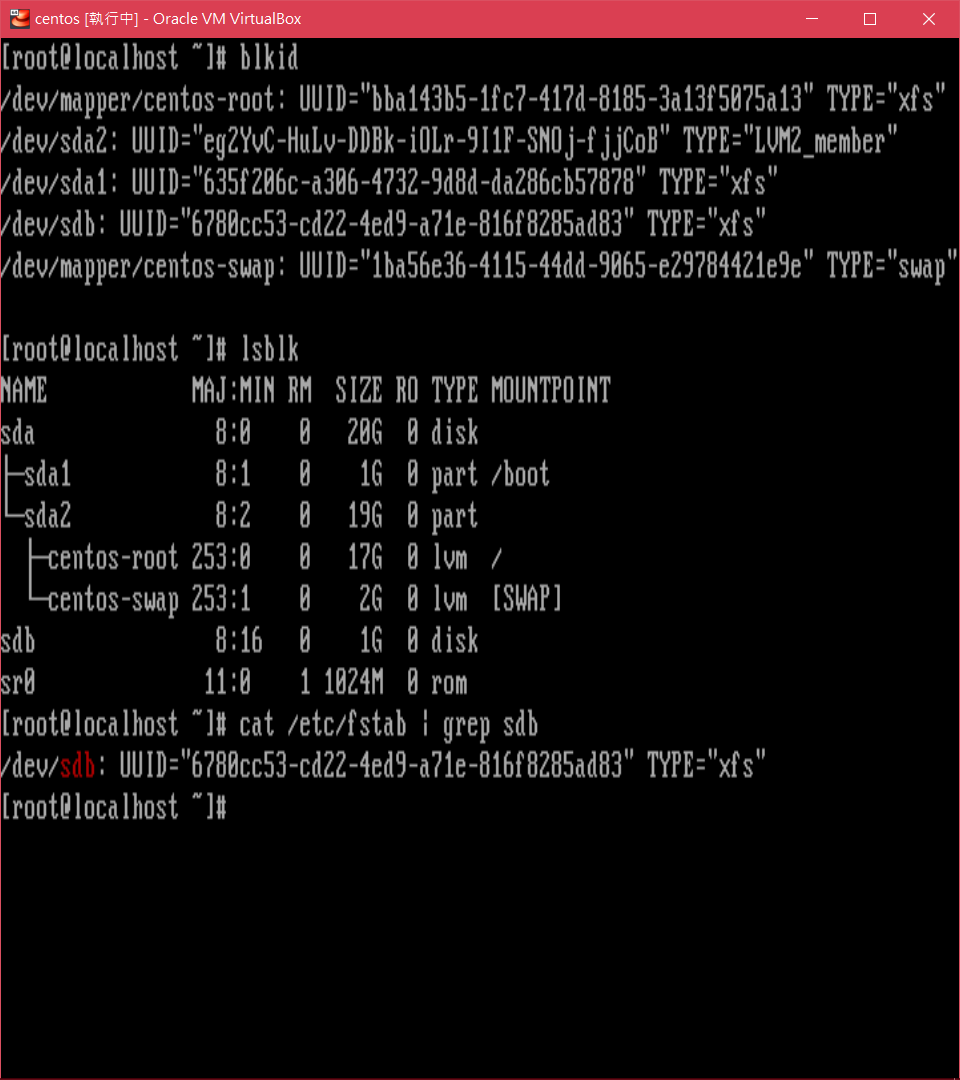 centos [執行中] - Oracle VM VirtualBox
[root@localhost ~]# blkid
/dev/mapper/centos-root: UUID="bba143b5-1fc7-417d-8185-3a13f5075a13" TYPE="xfs"
/dev/sda2: UUID="eg2YvC-HuLv-DDBk-iOLr-9I1F-SNOj-fjjCoB" TYPE="LVM2_member"
/dev/sda1: UUID="635f206c-a306-4732-9d8d-da286cb57878" TYPE="xfs"
/dev/sdb: UUID="6780cc53-cd22-4ed9-a71e-816f8285ad83" TYPE="xfs"
/dev/mapper/centos-swap: UUID="1ba56e36-4115-44dd-9065-e29784421e9e" TYPE="swap"
[root@localhost ~]# lsblk
NAME            MAJ:MIN RM  SIZE RO TYPE MOUNTPOINT
sda               8:0    0   20G  0 disk
├─sda1            8:1    0    1G  0 part /boot
└─sda2            8:2    0   19G  0 part
  ├─centos-root 253:0    0   17G  0 lvm  /
  └─centos-swap 253:1    0    2G  0 lvm  [SWAP]
sdb               8:16   0    1G  0 disk
sr0              11:0    1 1024M  0 rom
[root@localhost ~]# cat /etc/fstab | grep sdb
/dev/sdb: UUID="6780cc53-cd22-4ed9-a71e-816f8285ad83" TYPE="xfs"
[root@localhost ~]#